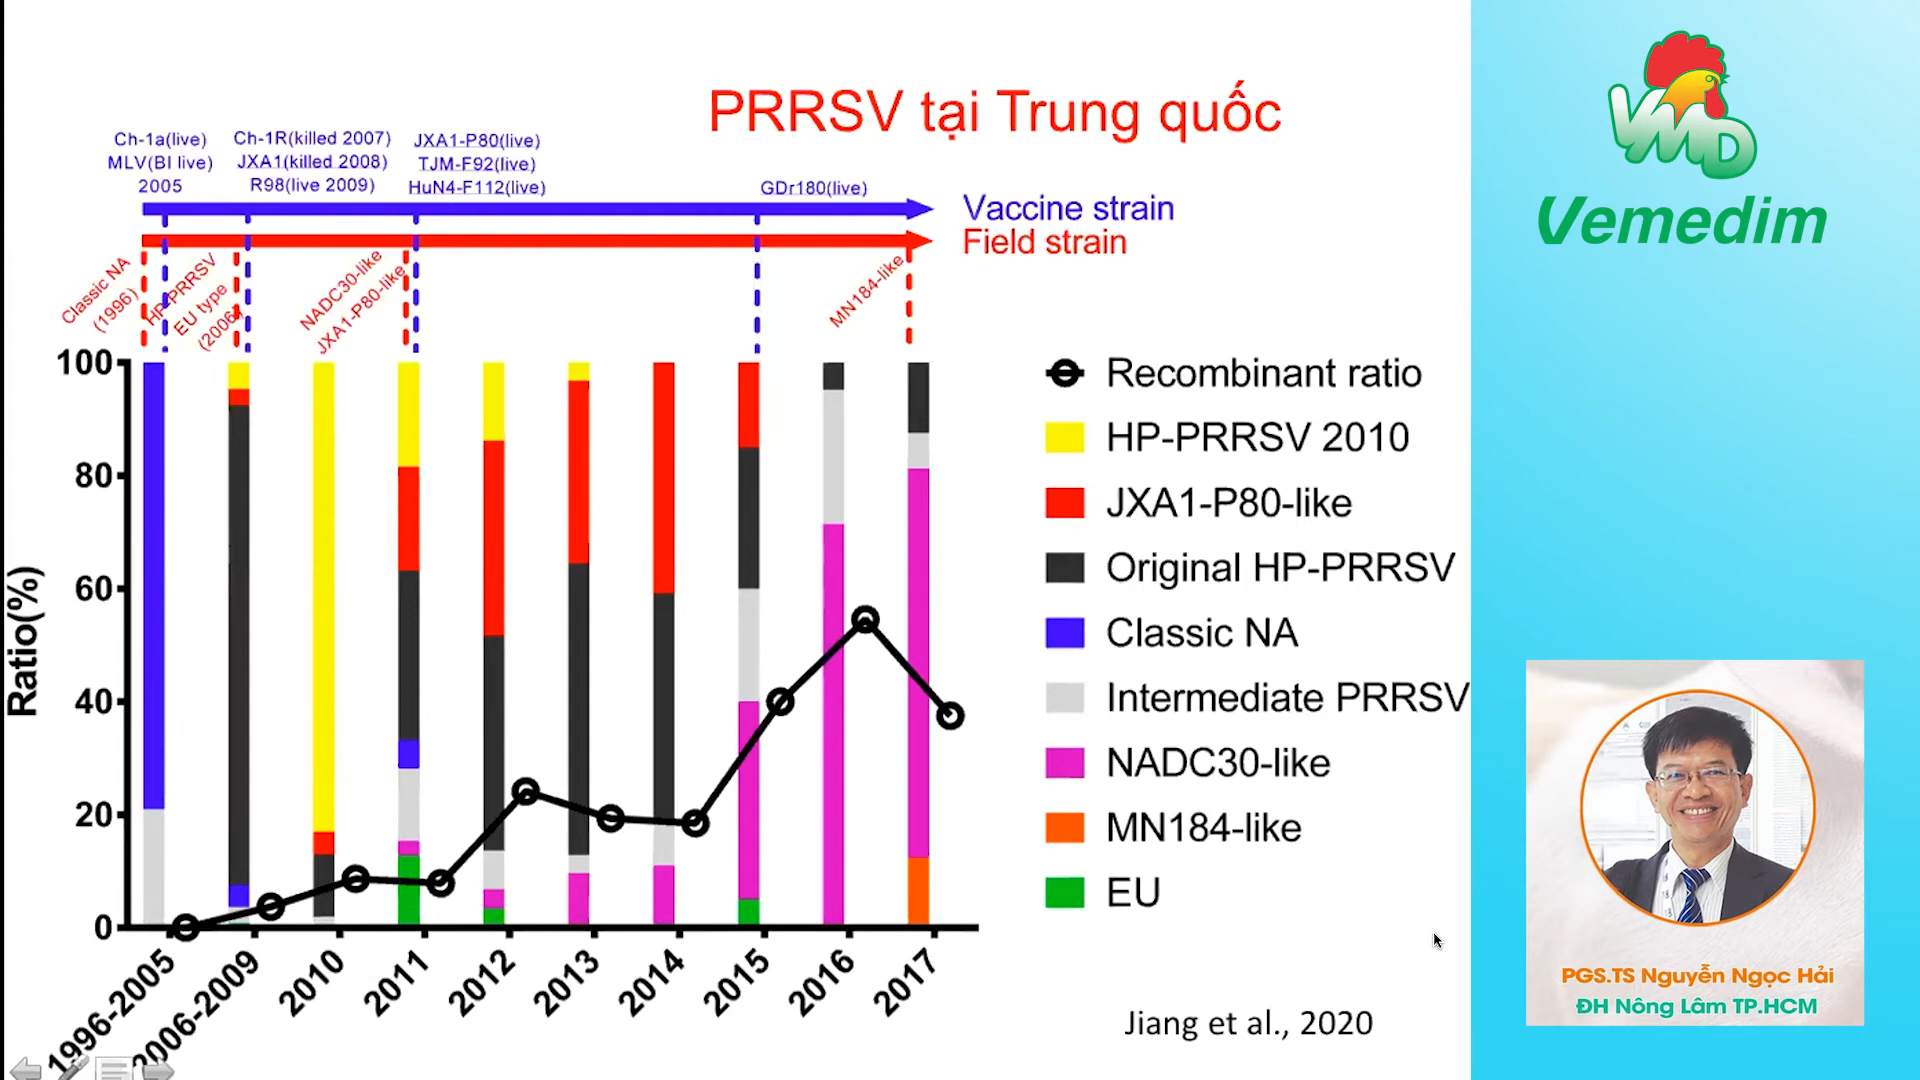 PRRSV tại Trung quốc
Ch-1a(live)
MLV(BI live)
2005
Ch-1R(killed 2007)
JXA1(killed 2008)
R98(live 2009)
JXA1-P80(live)
TJM-F92(live)
HuN4-F112(live)
GDr180(live)
Vaccine strain
Field strain
Classic NA
(1996)
HP-PRRSV
EU type
(2006)
NADC30-like
JXA1-P80-like
MN184-like
Ratio(%)
100
80
60
40
20
0
1996-2005
2006-2009
2010
2011
2012
2013
2014
2015
2016
2017
Recombinant ratio
HP-PRRSV 2010
JXA1-P80-like
Original HP-PRRSV
Classic NA
Intermediate PRRSV
NADC30-like
MN184-like
EU
Jiang et al., 2020
VMD
Vemedim
PGS.TS Nguyễn Ngọc Hải
ĐH Nông Lâm TP.HCM